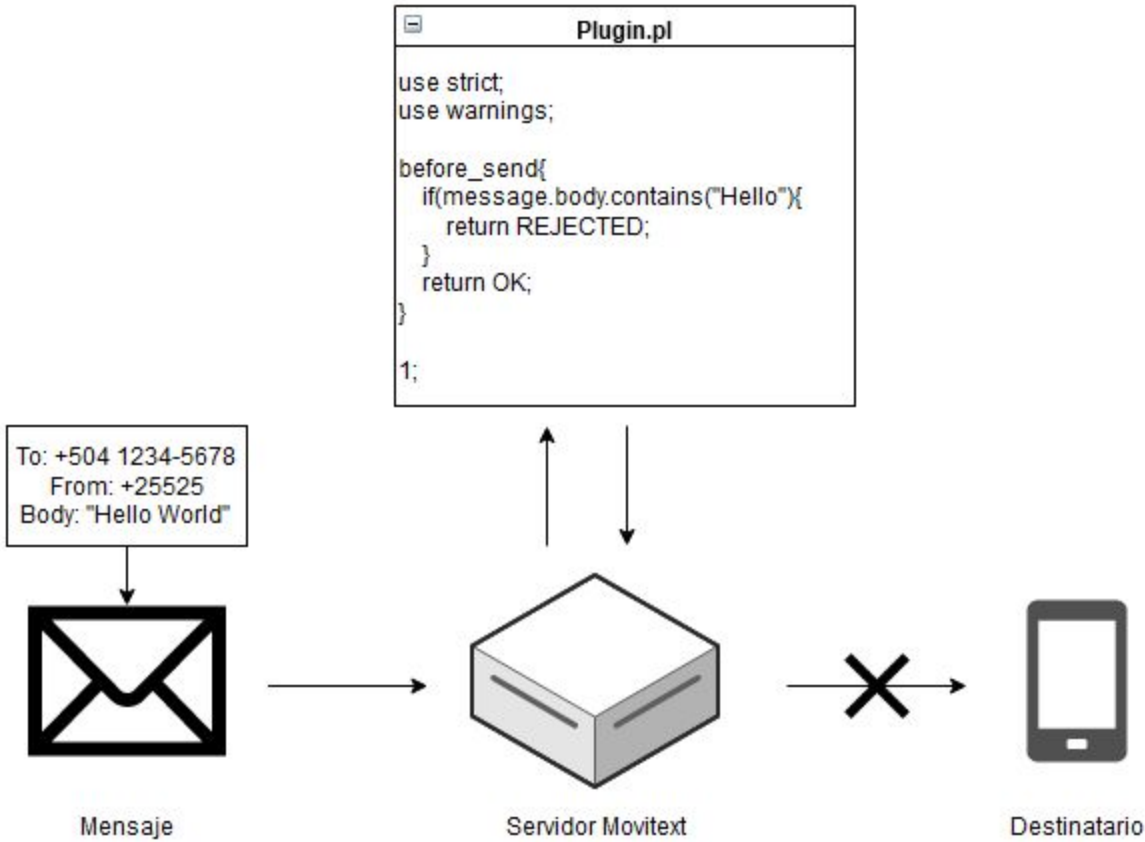 Plugin.pl
use strict;
use warnings;
before_send{
if(message.body.contains("Hello"){
return REJECTED;
}
return OK;
}
1;
To: +504 1234-5678
From: +25525
Body: "Hello World"
Mensaje
Servidor Movitext
Destinatario